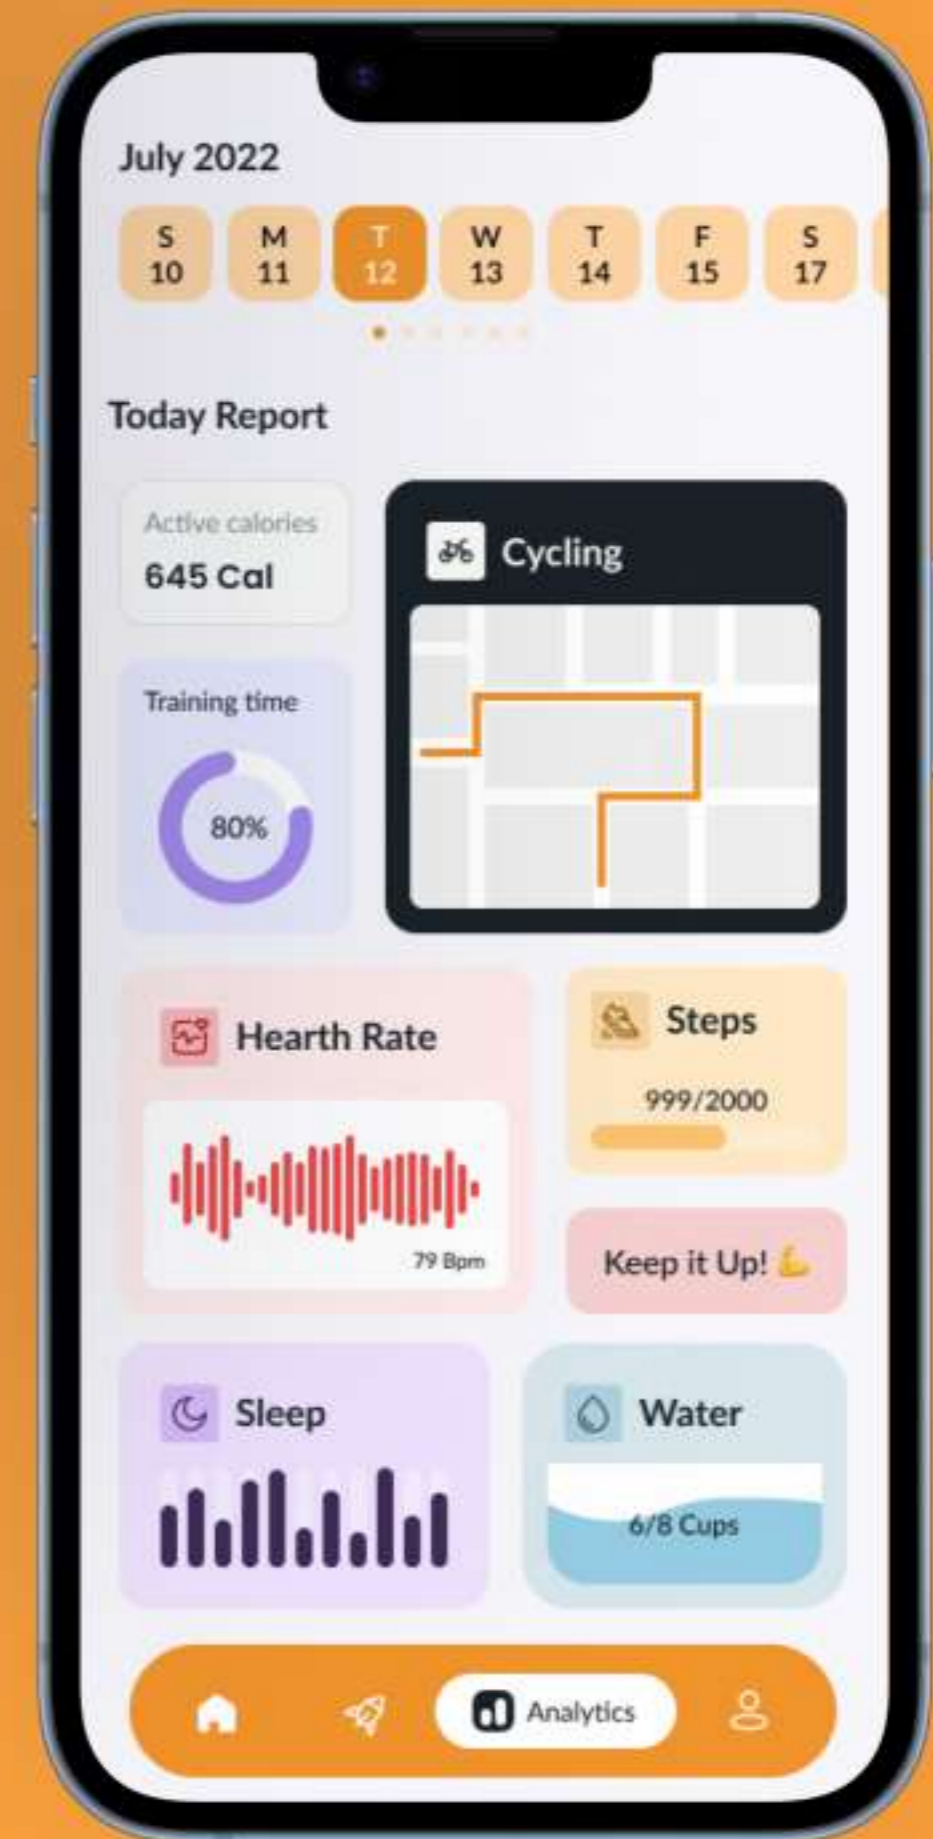 July 2022
S M T W T F S
10 11 12 13 14 15 17
Today Report
Active calories
645 Cal
Cycling
Training time
80%
Hearth Rate
79 Bpm
Steps
999/2000
Keep it Up! 💪
Sleep
Water
6/8 Cups
Analytics